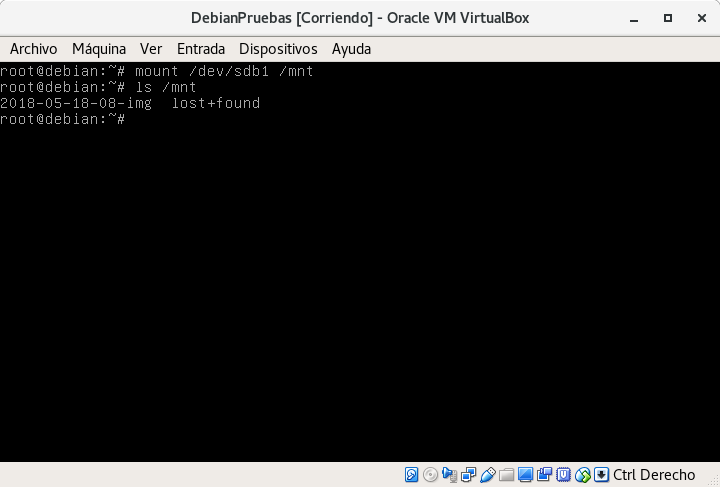 DebianPruebas [Corriendo] - Oracle VM VirtualBox
Archivo Máquina Ver Entrada Dispositivos Ayuda
root@debian:~# mount /dev/sdb1 /mnt
root@debian:~# ls /mnt
2018-05-18-08-img  lost+found
root@debian:~#
Ctrl Derecho